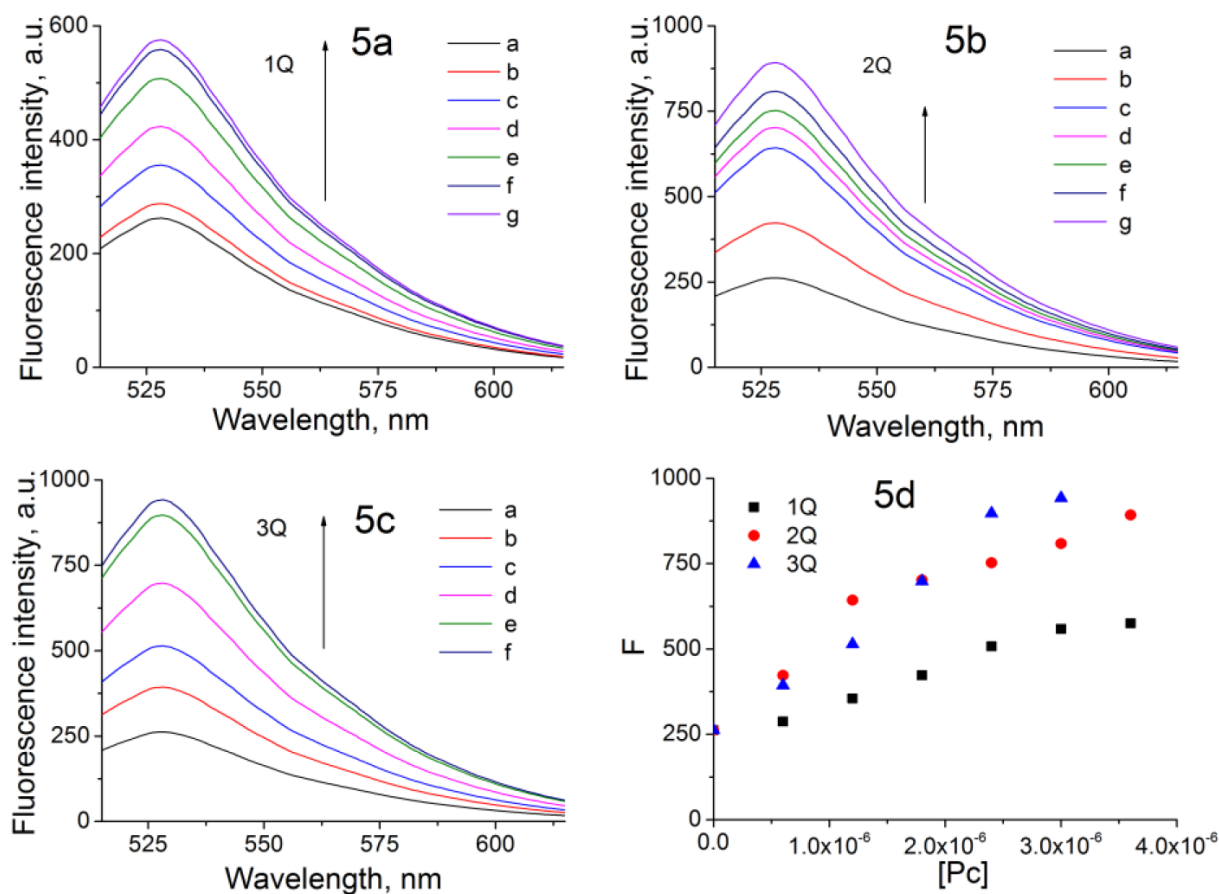 Fluorescence intensity, a.u.
600
400
200
0
525
550
575
600
Wavelength, nm
1Q
5a
a
b
c
d
e
f
g
Fluorescence intensity, a.u.
1000
750
500
250
0
525
550
575
600
Wavelength, nm
2Q
5b
a
b
c
d
e
f
g
Fluorescence intensity, a.u.
1000
750
500
250
0
525
550
575
600
Wavelength, nm
3Q
5c
a
b
c
d
e
f
F
1000
750
500
250
0
0.0
1.0x10⁻⁶
2.0x10⁻⁶
3.0x10⁻⁶
4.0x10⁻⁶
[Pc]
5d
1Q
2Q
3Q